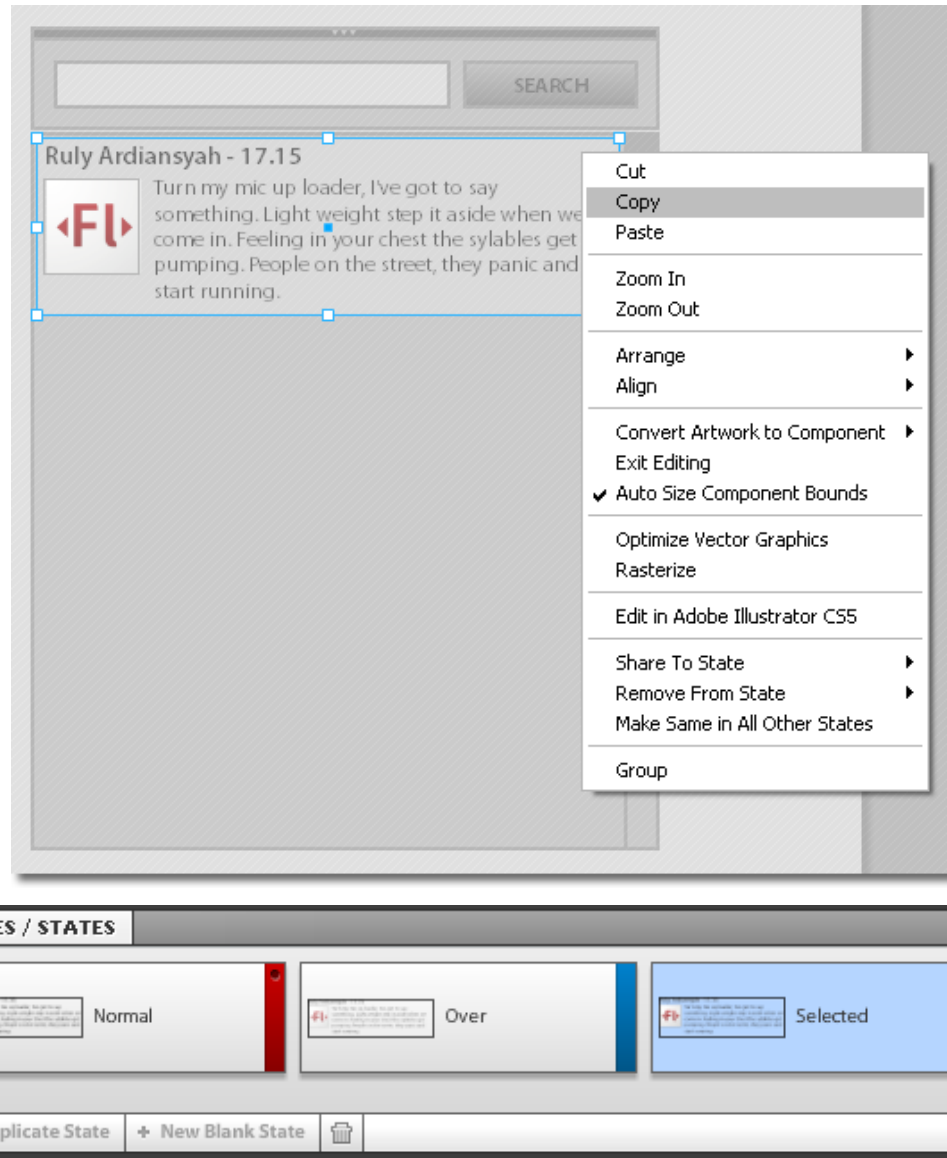 SEARCH
Ruly Ardiansyah - 17.15
Turn my mic up loader, I've got to say
something. Light weight step it aside when we
come in. Feeling in your chest the sylables get
pumping. People on the street, they panic and
start running.
Fl
Cut
Copy
Paste
Zoom In
Zoom Out
Arrange
Align
Convert Artwork to Component
Exit Editing
Auto Size Component Bounds
Optimize Vector Graphics
Rasterize
Edit in Adobe Illustrator CS5
Share To State
Remove From State
Make Same in All Other States
Group
ES / STATES
Normal
Over
Selected
plicate State
+ New Blank State